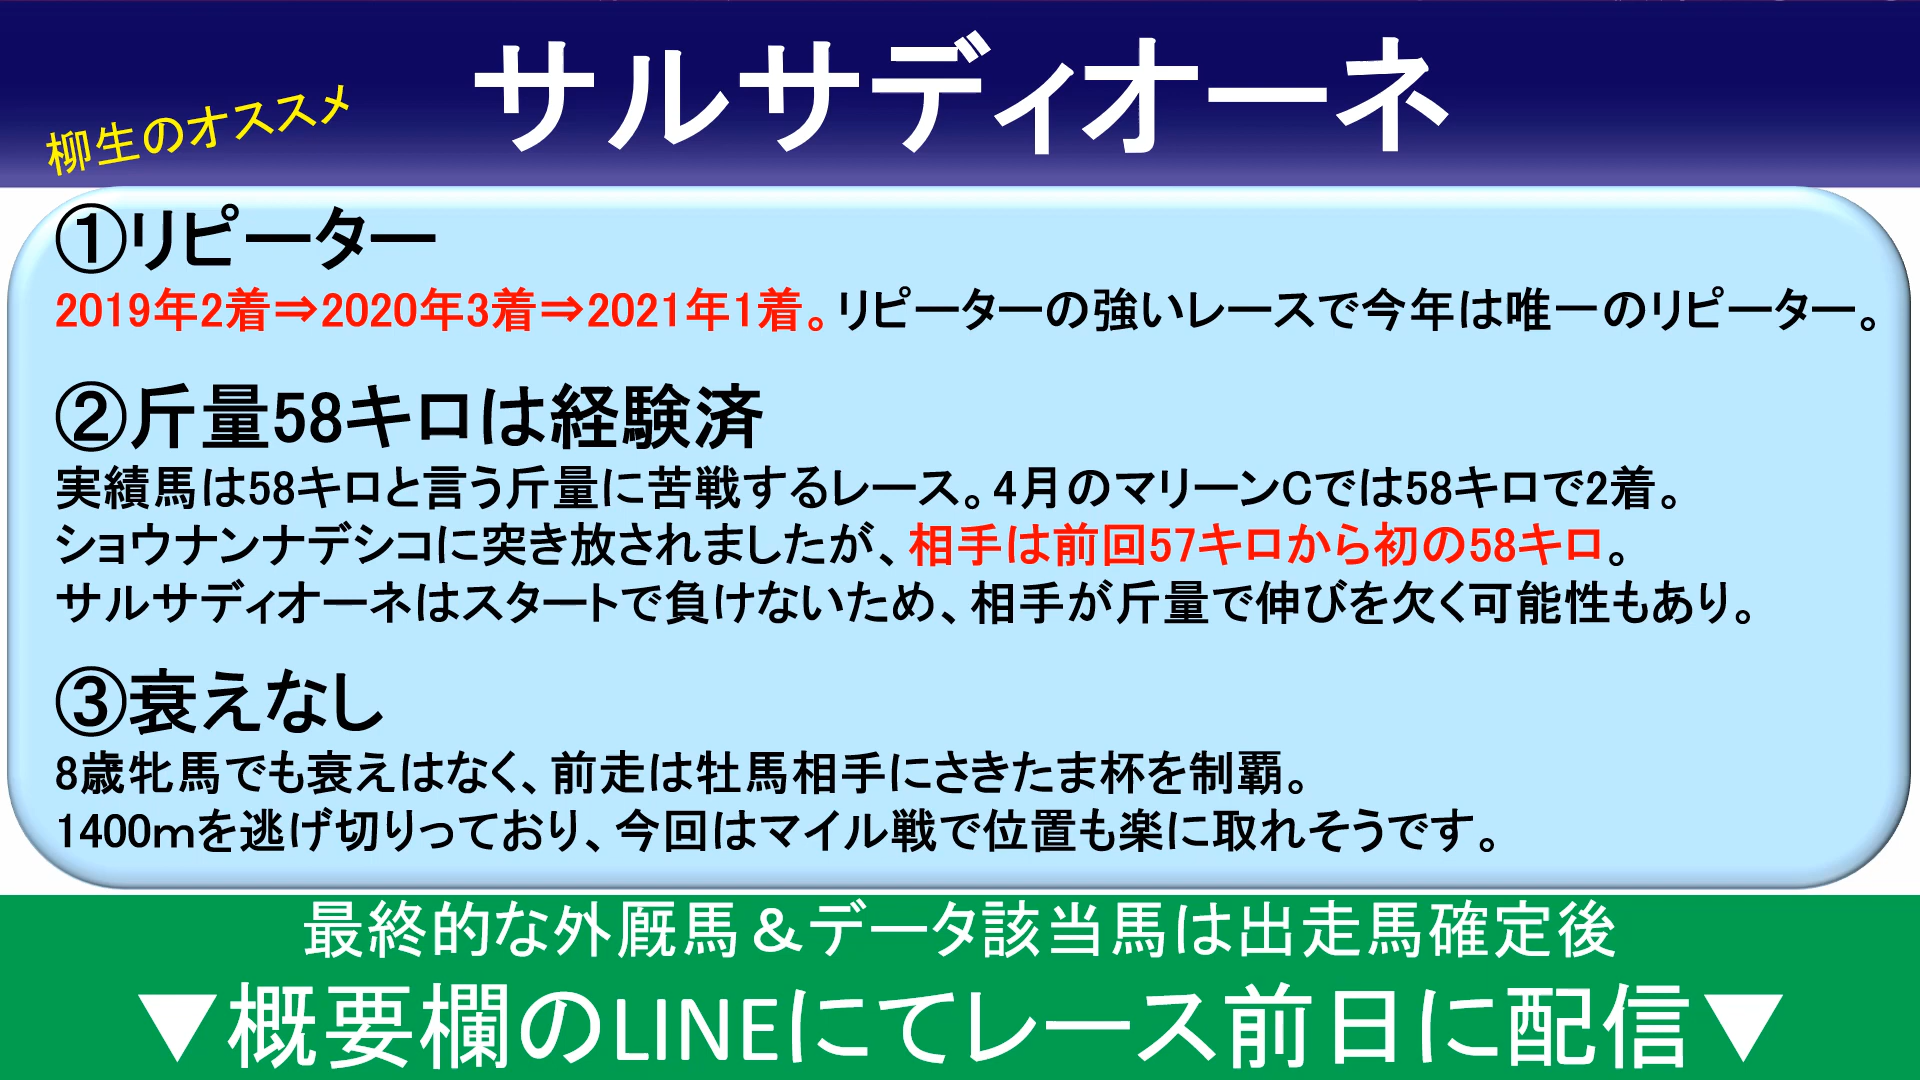 柳生のオススメ
サルサディオーネ
①リピーター
2019年2着⇒2020年3着⇒2021年1着。リピーターの強いレースで今年は唯一のリピーター。
②斤量58キロは経験済
実績馬は58キロと言う斤量に苦戦するレース。4月のマリーンCでは58キロで2着。
ショウナンナデシコに突き放されましたが、相手は前回57キロから初の58キロ。
サルサディオーネはスタートで負けないため、相手が斤量で伸びを欠く可能性もあり。
③衰えなし
8歳牝馬でも衰えはなく、前走は牡馬相手にさきたま杯を制覇。
1400mを逃げ切りっており、今回はマイル戦で位置も楽に取れそうです。
最終的な外厩馬＆データ該当馬は出走馬確定後
▼概要欄のLINEにてレース前日に配信▼